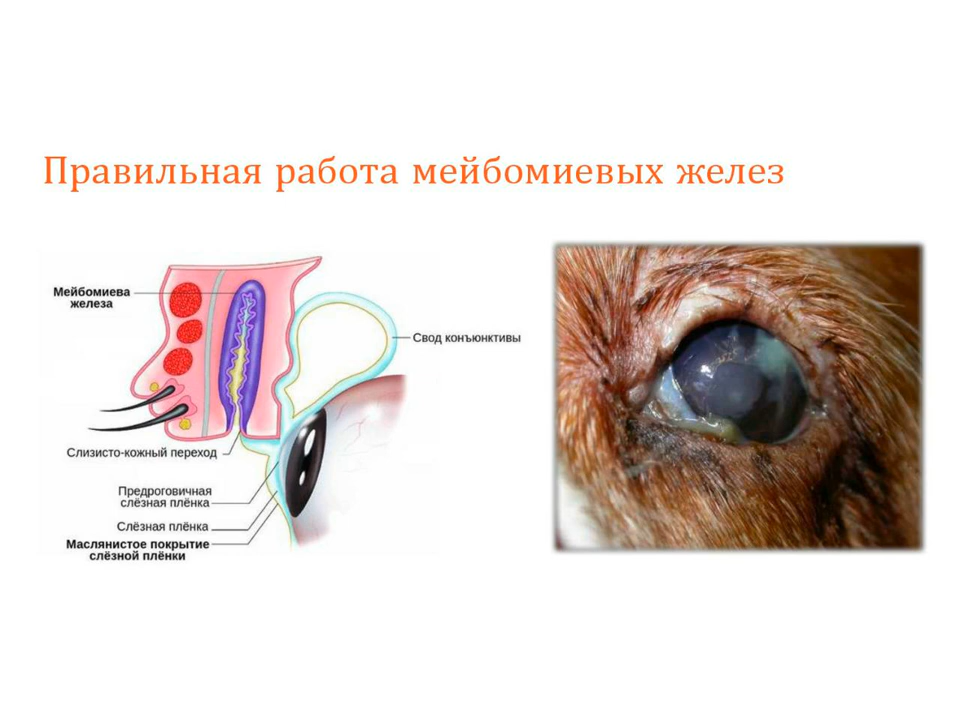 Правильная работа мейбомиевых желез
Мейбомиева
железа
Свод конъюнктивы
Слизисто-кожный переход
Предроговичная
слёзная плёнка
Слёзная плёнка
Маслянистое покрытие
слёзной плёнки